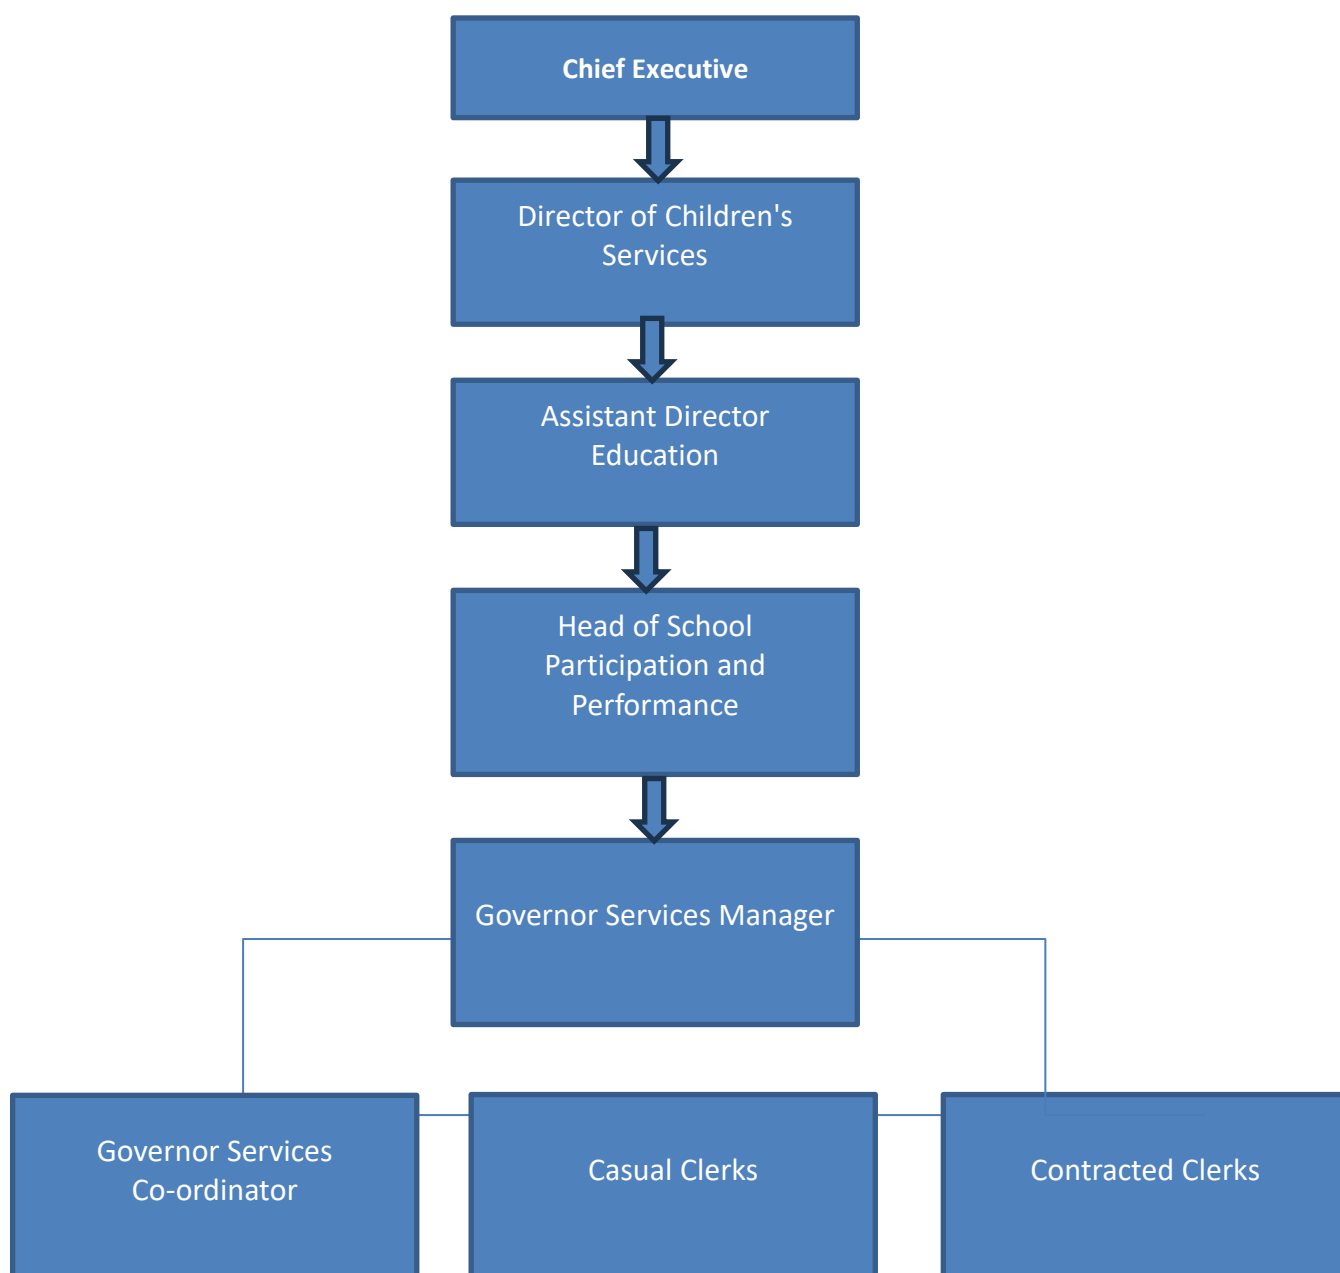 Chief Executive
Director of Children's
Services
Assistant Director
Education
Head of School
Participation and
Performance
Governor Services Manager
Governor Services
Co-ordinator
Casual Clerks
Contracted Clerks